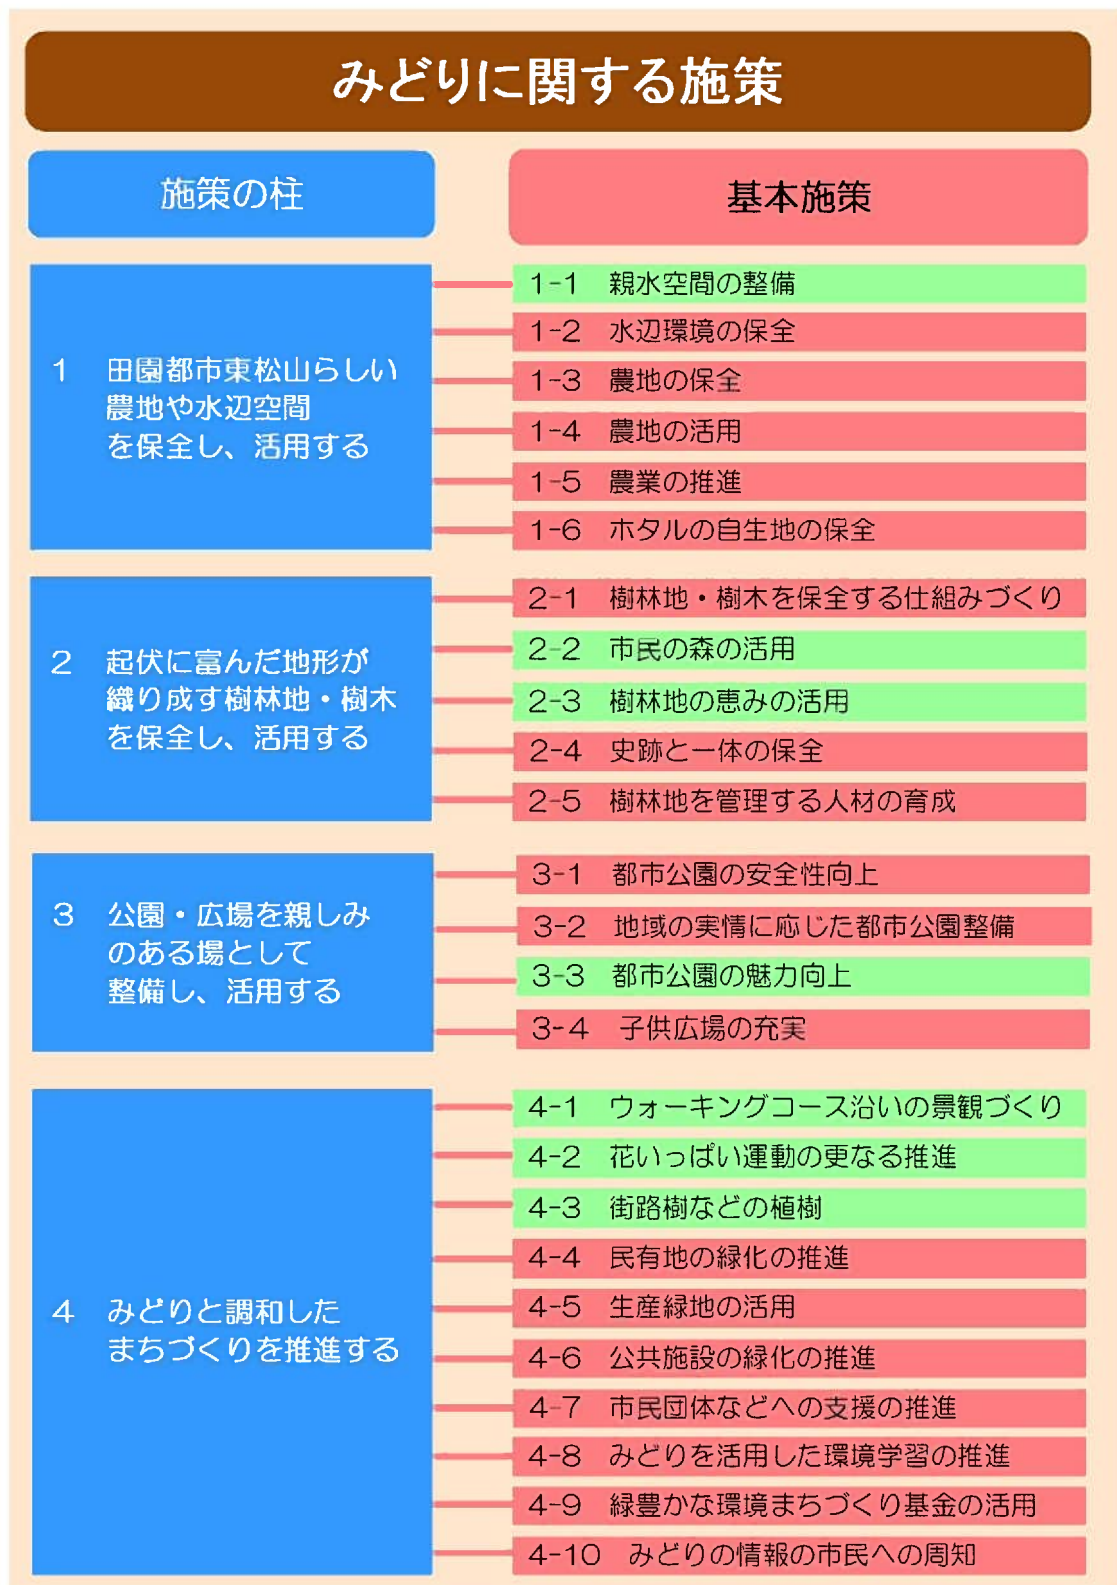 みどりに関する施策
施策の柱
基本施策
1 田園都市東松山らしい
農地や水辺空間
を保全し、活用する
1-1 親水空間の整備
1-2 水辺環境の保全
1-3 農地の保全
1-4 農地の活用
1-5 農業の推進
1-6 ホタルの自生地の保全
2 起伏に富んだ地形が
織り成す樹林地・樹木
を保全し、活用する
2-1 樹林地・樹木を保全する仕組みづくり
2-2 市民の森の活用
2-3 樹林地の恵みの活用
2-4 史跡と一体の保全
2-5 樹林地を管理する人材の育成
3 公園・広場を親しみ
のある場として
整備し、活用する
3-1 都市公園の安全性向上
3-2 地域の実情に応じた都市公園整備
3-3 都市公園の魅力向上
3-4 子供広場の充実
4 みどりと調和した
まちづくりを推進する
4-1 ウォーキングコース沿いの景観づくり
4-2 花いっぱい運動の更なる推進
4-3 街路樹などの植樹
4-4 民有地の緑化の推進
4-5 生産緑地の活用
4-6 公共施設の緑化の推進
4-7 市民団体などへの支援の推進
4-8 みどりを活用した環境学習の推進
4-9 緑豊かな環境まちづくり基金の活用
4-10 みどりの情報の市民への周知